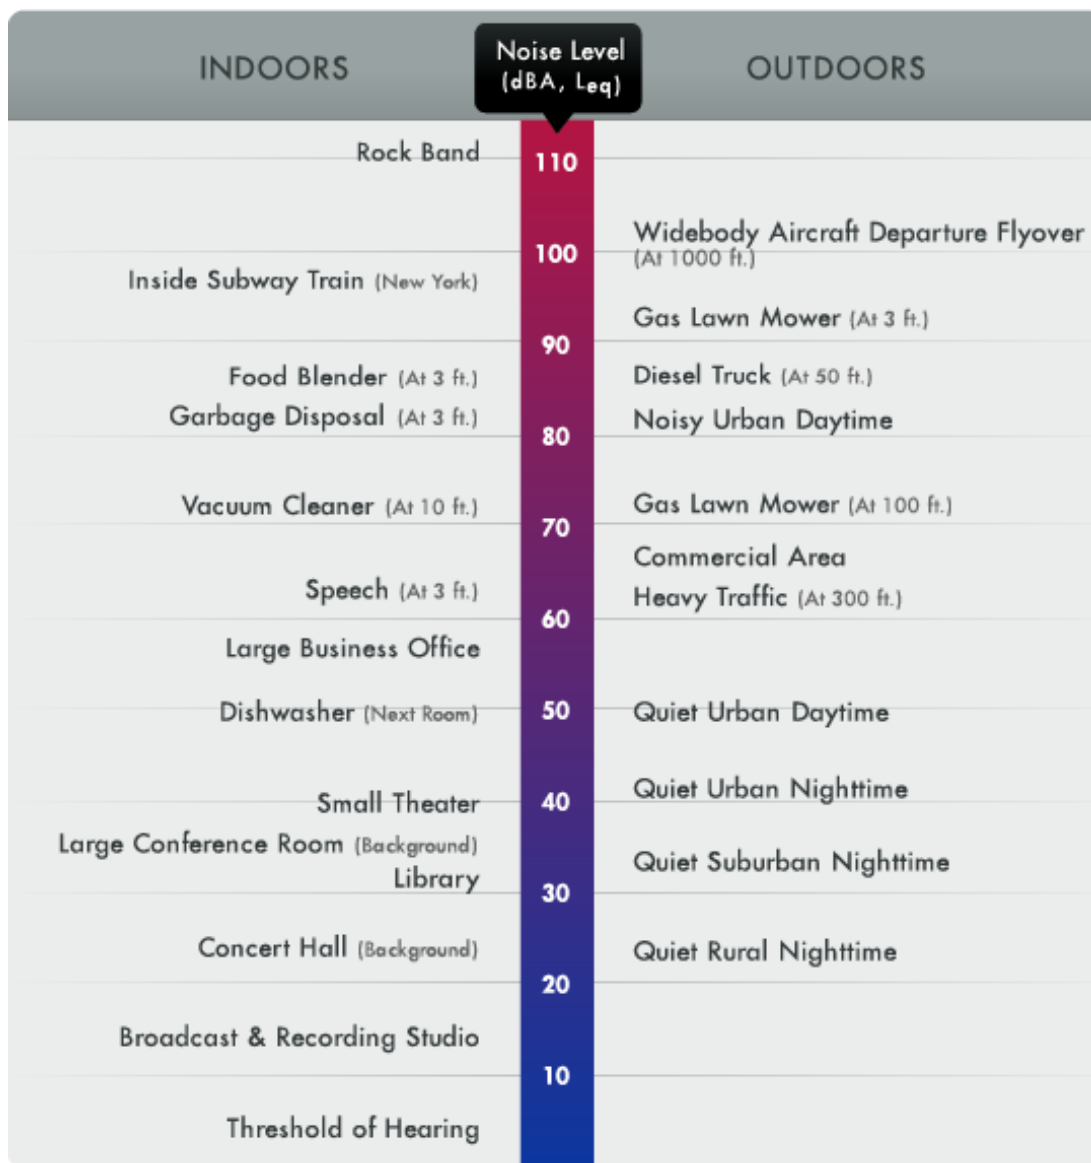 INDOORS
Noise Level
(dBA, Leq)
OUTDOORS
Rock Band
110
Widebody Aircraft Departure Flyover
100
(At 1000 ft.)
Inside Subway Train (New York)
Gas Lawn Mower (At 3 ft.)
90
Food Blender (At 3 ft.)
Diesel Truck (At 50 ft.)
Garbage Disposal (At 3 ft.)
Noisy Urban Daytime
80
Vacuum Cleaner (At 10 ft.)
Gas Lawn Mower (At 100 ft.)
70
Commercial Area
Speech (At 3 ft.)
Heavy Traffic (At 300 ft.)
60
Large Business Office
Dishwasher (Next Room)
50
Quiet Urban Daytime
Quiet Urban Nighttime
Small Theater
40
Large Conference Room (Background)
Quiet Suburban Nighttime
Library
30
Concert Hall (Background)
Quiet Rural Nighttime
20
Broadcast & Recording Studio
10
Threshold of Hearing